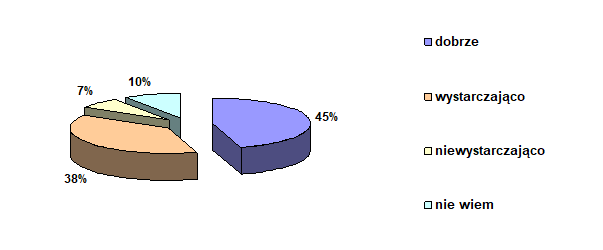 dobrze
10%
7%
wystarczająco
45%
niewystarczająco
38%
nie wiem